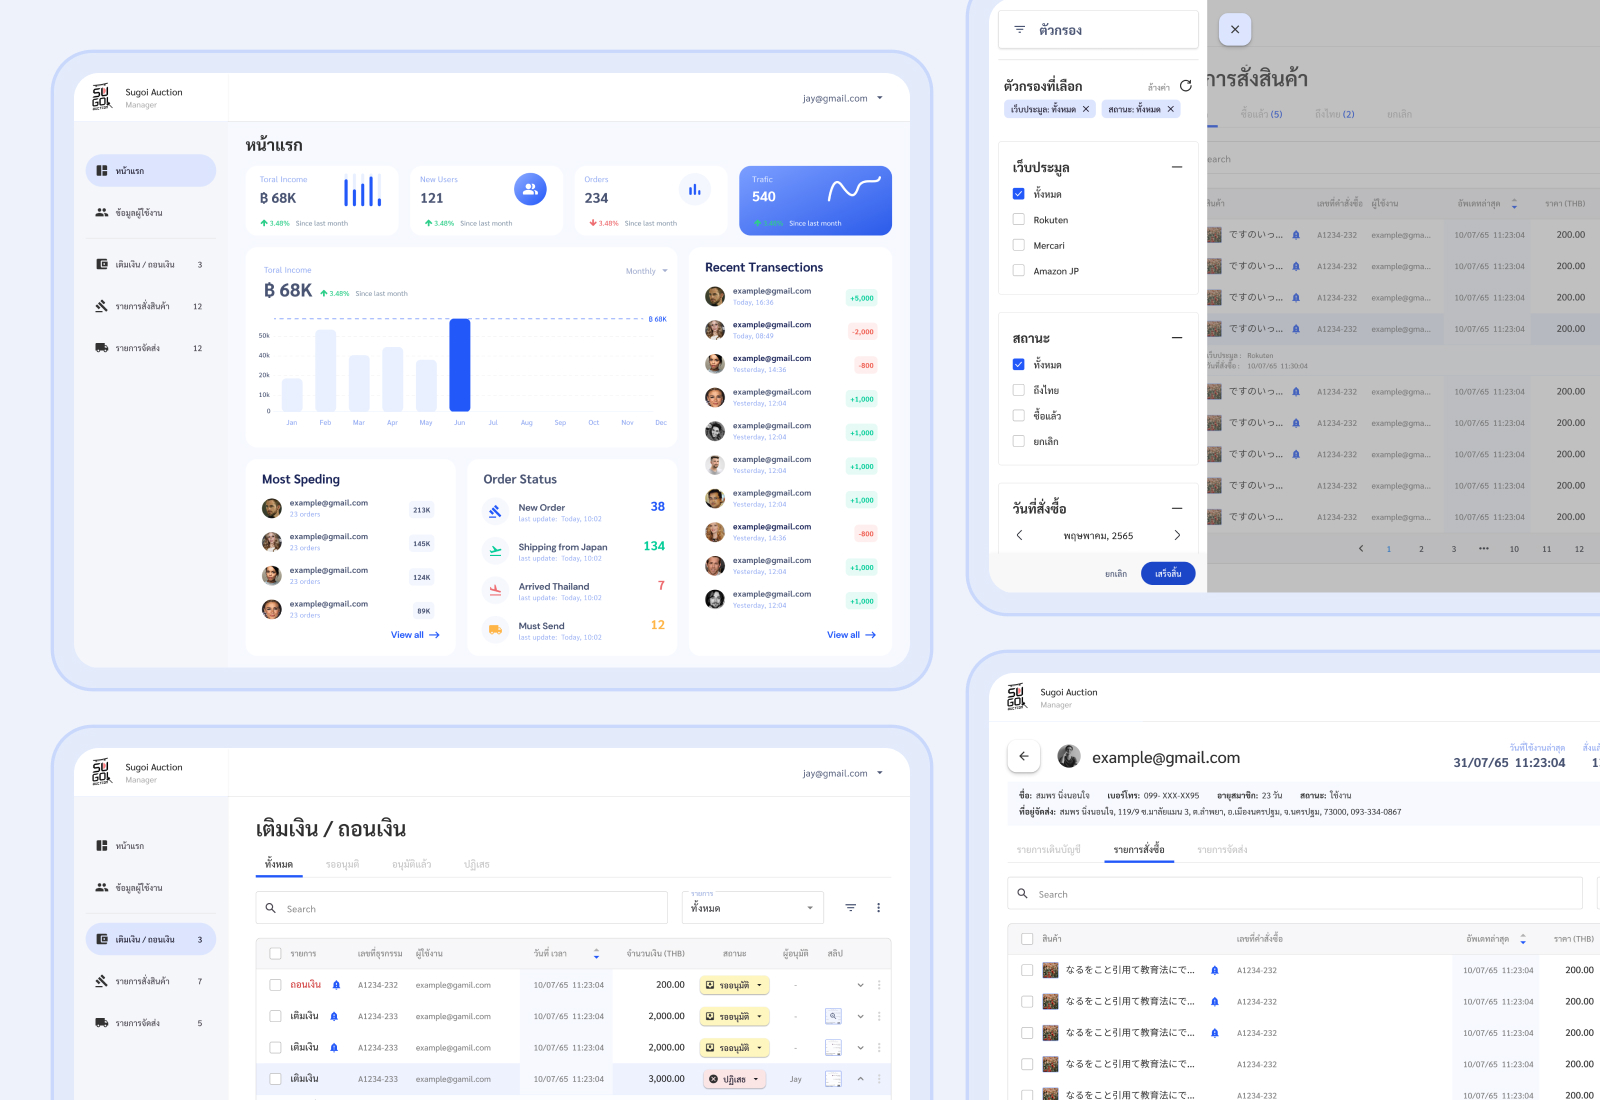 SUGOI
AUCTION
Sugoi Auction
Manager
jay@gmail.com
หน้าแรก
ข้อมูลผู้ใช้งาน
เติมเงิน / ถอนเงิน 3
รายการสั่งสินค้า 12
รายการจัดส่ง 12
หน้าแรก
Toral Income
฿ 68K
3.48% Since last month
New Users
121
3.48% Since last month
Orders
234
3.48% Since last month
Trafic
540
3.48% Since last month
Total Income
Monthly
฿ 68K 3.48% Since last month
฿ 68K
50k
40k
20k
10k
0
Jan Feb Mar Apr May Jun Jul Aug Sep Oct Nov Dec
Most Speding
example@gmail.com
23 orders
213K
example@gmail.com
23 orders
145K
example@gmail.com
23 orders
124K
example@gmail.com
23 orders
89K
View all
Order Status
New Order
last update: Today, 10:02
38
Shipping from Japan
last update: Today, 10:02
134
Arrived Thailand
last update: Today, 10:02
7
Must Send
last update: Today, 10:02
12
Recent Transections
example@gmail.com
Today, 16:36
+5,000
example@gmail.com
Today, 08:49
-2,000
example@gmail.com
Yesterday, 14:36
-800
example@gmail.com
Yesterday, 12:04
+1,000
example@gmail.com
Yesterday, 12:04
+1,000
example@gmail.com
Yesterday, 12:04
+1,000
example@gmail.com
Yesterday, 12:04
+1,000
example@gmail.com
Yesterday, 14:36
-800
example@gmail.com
Yesterday, 12:04
+1,000
example@gmail.com
Yesterday, 12:04
+1,000
View all
ตัวกรอง
ตัวกรองที่เลือก
ล้างค่า
เว็บประมูล: ทั้งหมด
สถานะ: ทั้งหมด
เว็บประมูล
ทั้งหมด
Rokuten
Mercari
Amazon JP
สถานะ
ทั้งหมด
ถึงไทย
ซื้อแล้ว
ยกเลิก
วันที่สั่งซื้อ
พฤษพาคม, 2565
ยกเลิก
เสร็จสิ้น
การสั่งสินค้า
ซื้อแล้ว (5) ถึงไทย (2) ยกเลิก
earch
สินค้า เลขที่คำสั่งซื้อ ผู้ใช้งาน อัพเดทล่าสุด ราคา (THB)
ですのいっ... A1234-232 example@gma... 10/07/65 11:23:04 200.00
ですのいっ... A1234-232 example@gma... 10/07/65 11:23:04 200.00
ですのいっ... A1234-232 example@gma... 10/07/65 11:23:04 200.00
ですのいっ... A1234-232 example@gma... 10/07/65 11:23:04 200.00
เว็บประมูล : Rokuten
วันที่สั่งซื้อ : 10/07/65 11:30:04
ですのいっ... A1234-232 example@gma... 10/07/65 11:23:04 200.00
ですのいっ... A1234-232 example@gma... 10/07/65 11:23:04 200.00
ですのいっ... A1234-232 example@gma... 10/07/65 11:23:04 200.00
ですのいっ... A1234-232 example@gma... 10/07/65 11:23:04 200.00
ですのいっ... A1234-232 example@gma... 10/07/65 11:23:04 200.00
1 2 3 ••• 10 11 12
SUGOI
AUCTION
Sugoi Auction
Manager
jay@gmail.com
หน้าแรก
ข้อมูลผู้ใช้งาน
เติมเงิน / ถอนเงิน 3
รายการสั่งสินค้า 7
รายการจัดส่ง 5
เติมเงิน / ถอนเงิน
ทั้งหมด รออนุมติ อนุมัติแล้ว ปฏิเสธ
Search
รายการ
ทั้งหมด
รายการ เลขที่ธุรกรรม ผู้ใช้งาน วันที่ เวลา จำนวนเงิน (THB) สถานะ ผู้อนุมัติ สลิป
ถอนเงิน A1234-232 example@gamil.com 10/07/65 11:23:04 200.00 รออนุมัติ -
เติมเงิน A1234-233 example@gamil.com 10/07/65 11:23:04 2,000.00 รออนุมัติ -
เติมเงิน A1234-233 example@gamil.com 10/07/65 11:23:04 2,000.00 รออนุมัติ -
เติมเงิน A1234-233 example@gamil.com 10/07/65 11:23:04 3,000.00 ปฏิเสธ Jay
SUGOI
AUCTION
Sugoi Auction
Manager
example@gmail.com
วันที่ใช้งานล่าสุด
31/07/65 11:23:04
ชื่อ: สมพร นิ่งนอนใจ เบอร์โทร: 099- XXX-XX95 อายุสมาชิก: 23 วัน สถานะ: ใช้งาน
ที่อยู่จัดส่ง: สมพร นิ่งนอนใจ, 119/9 ซ.มาลัยแมน 3, ต.ลำพยา, อ.เมืองนครปฐม, จ.นครปฐม, 73000, 093-334-0867
รายการเดินบัญชี รายการสั่งซื้อ รายการจัดส่ง
Search
สินค้า เลขที่คำสั่งซื้อ อัพเดทล่าสุด ราคา (THB)
なるをこと引用て教育法にで... A1234-232 10/07/65 11:23:04 200.00
なるをこと引用て教育法にで... A1234-232 10/07/65 11:23:04 200.00
なるをこと引用て教育法にで... A1234-232 10/07/65 11:23:04 200.00
なるをこと引用て教育法にで... A1234-232 10/07/65 11:23:04 200.00
なるをこと引用て教育法にで... A1234-232 10/07/65 11:23:04 200.00